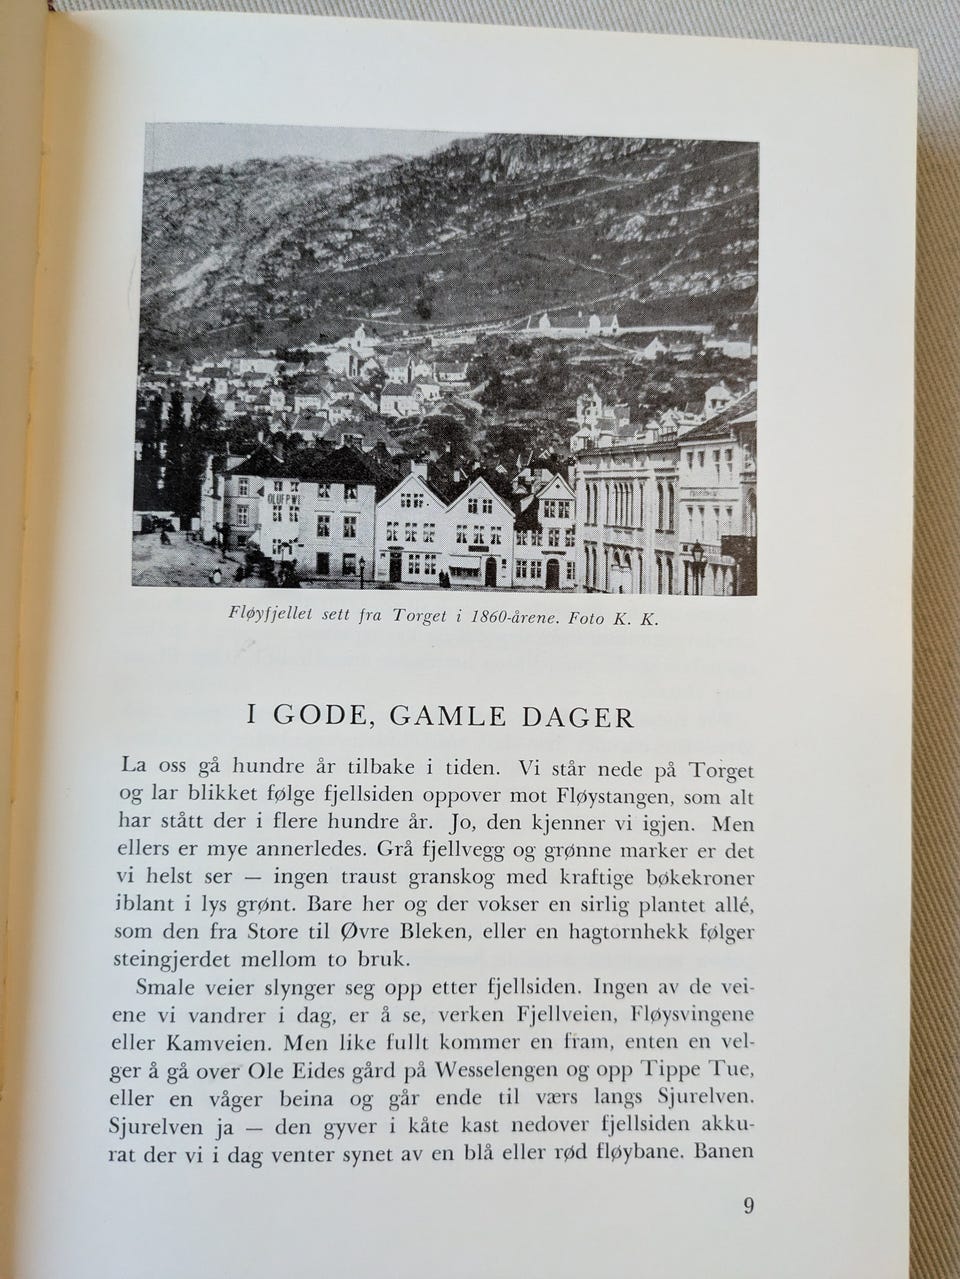 OLUF P. WI
Fløyfjellet sett fra Torget i 1860-årene. Foto K. K.
I GODE, GAMLE DAGER
La oss gå hundre år tilbake i tiden. Vi står nede på Torget
og lar blikket følge fjellsiden oppover mot Fløystangen, som alt
har stått der i flere hundre år. Jo, den kjenner vi igjen. Men
ellers er mye annerledes. Grå fjellvegg og grønne marker er det
vi helst ser — ingen traust granskog med kraftige bøkekroner
iblant i lys grønt. Bare her og der vokser en sirlig plantet allé,
som den fra Store til Øvre Bleken, eller en hagtornhekk følger
steingjerdet mellom to bruk.
Smale veier slynger seg opp etter fjellsiden. Ingen av de vei-
ene vi vandrer i dag, er å se, verken Fjellveien, Fløysvingene
eller Kamveien. Men like fullt kommer en fram, enten en vel-
ger å gå over Ole Eides gård på Wesselengen og opp Tippe Tue,
eller en våger beina og går ende til værs langs Sjurelven.
Sjurelven ja — den gyver i kåte kast nedover fjellsiden akku-
rat der vi i dag venter synet av en blå eller rød fløybane. Banen
9